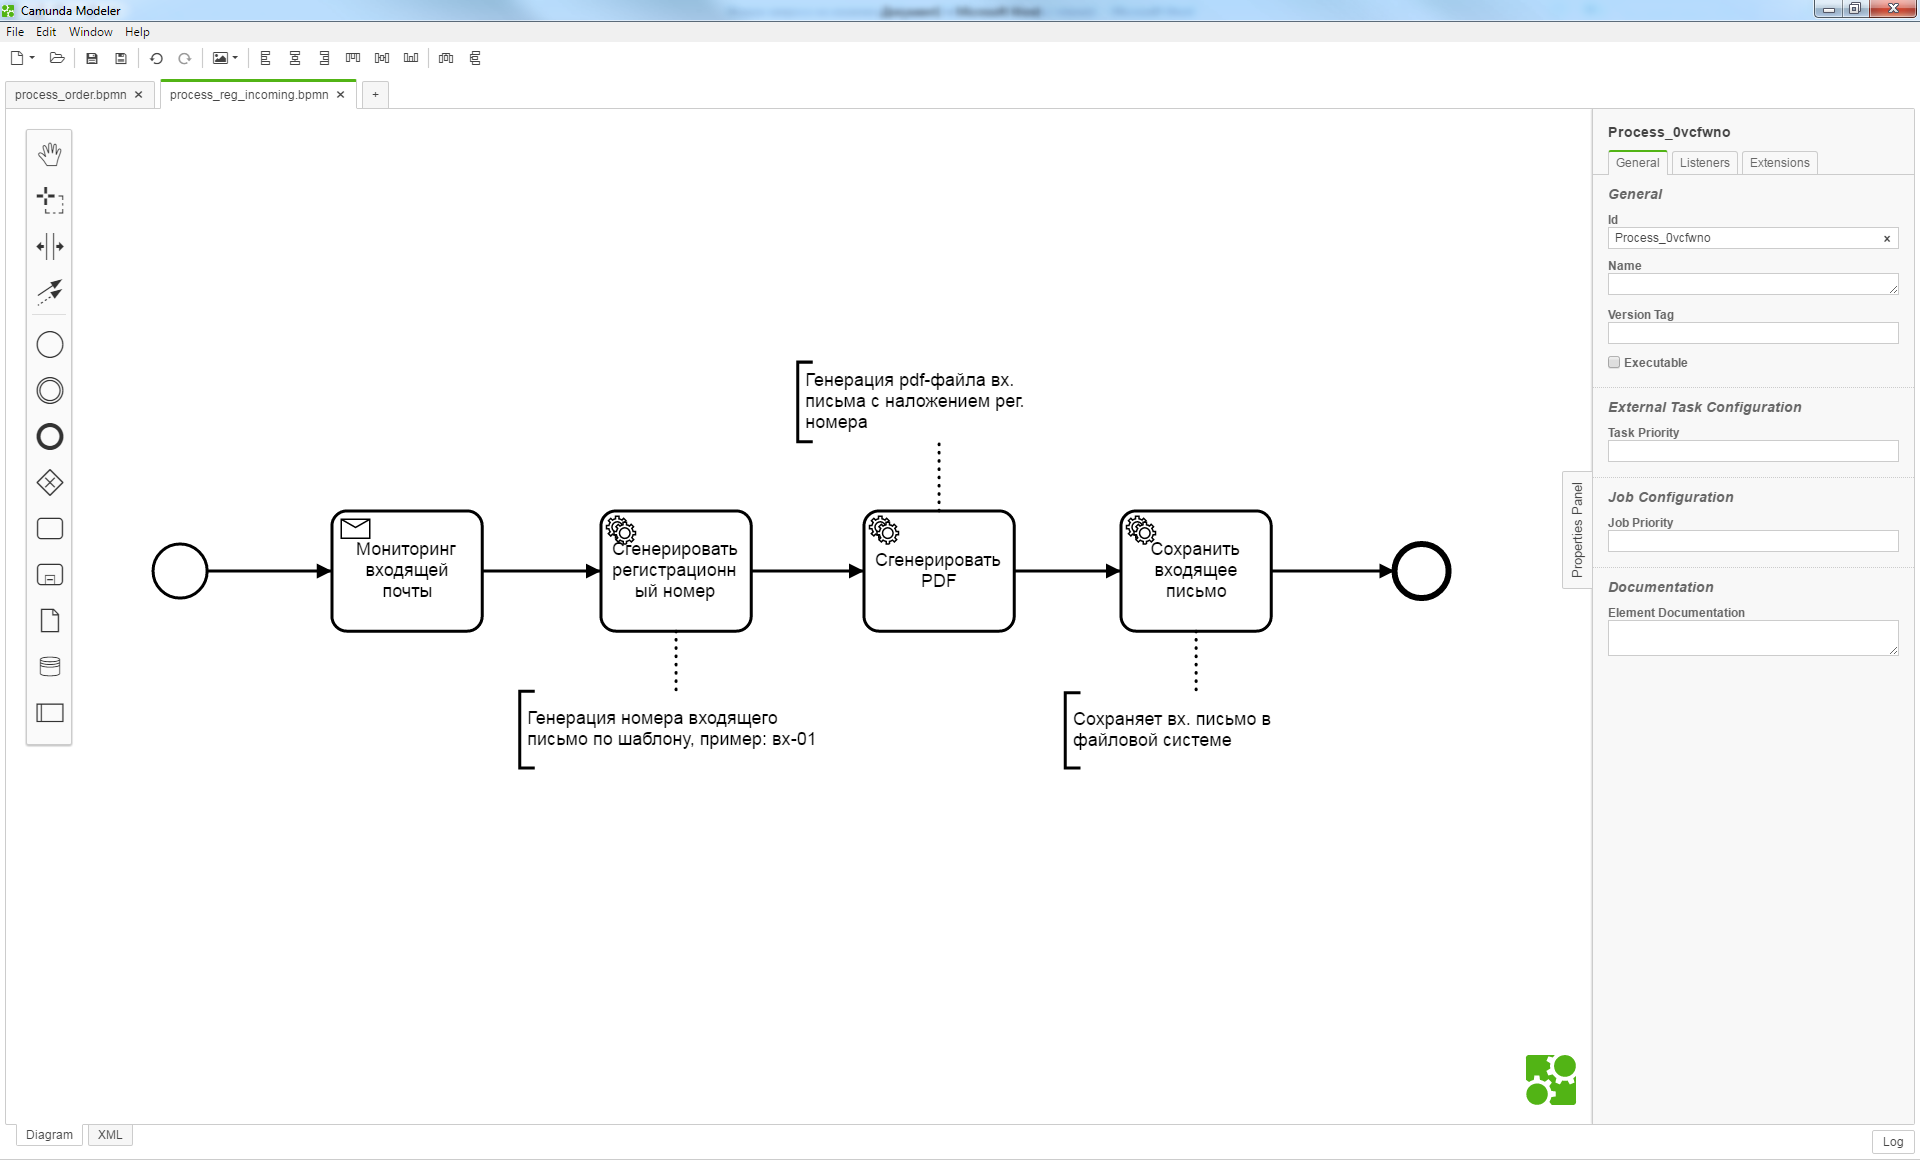 Camunda Modeler
File Edit Window Help
process_order.bpmn × process_reg_incoming.bpmn × +
Process_0vcfwno
General Listeners Extensions
General
Id
Process_0vcfwno ×
Name
Version Tag
Executable
External Task Configuration
Task Priority
Job Configuration
Job Priority
Documentation
Element Documentation
Properties Panel
Генерация pdf-файла вх.
письма с наложением рег.
номера
Мониторинг
входящей
почты
Сгенерировать
регистрационн
ый номер
Сгенерировать
PDF
Сохранить
входящее
письмо
Генерация номера входящего
письмо по шаблону, пример: вх-01
Сохраняет вх. письмо в
файловой системе
Diagram XML
Log